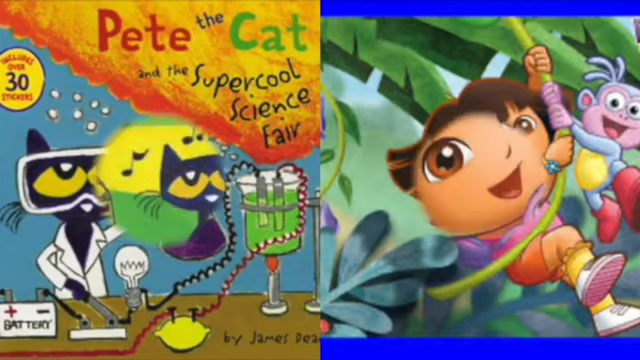 Pete the Cat
and the Supercool
Science
Fair
INCLUDES
OVER
30
STICKERS
+ -
BATTERY
by James Dea